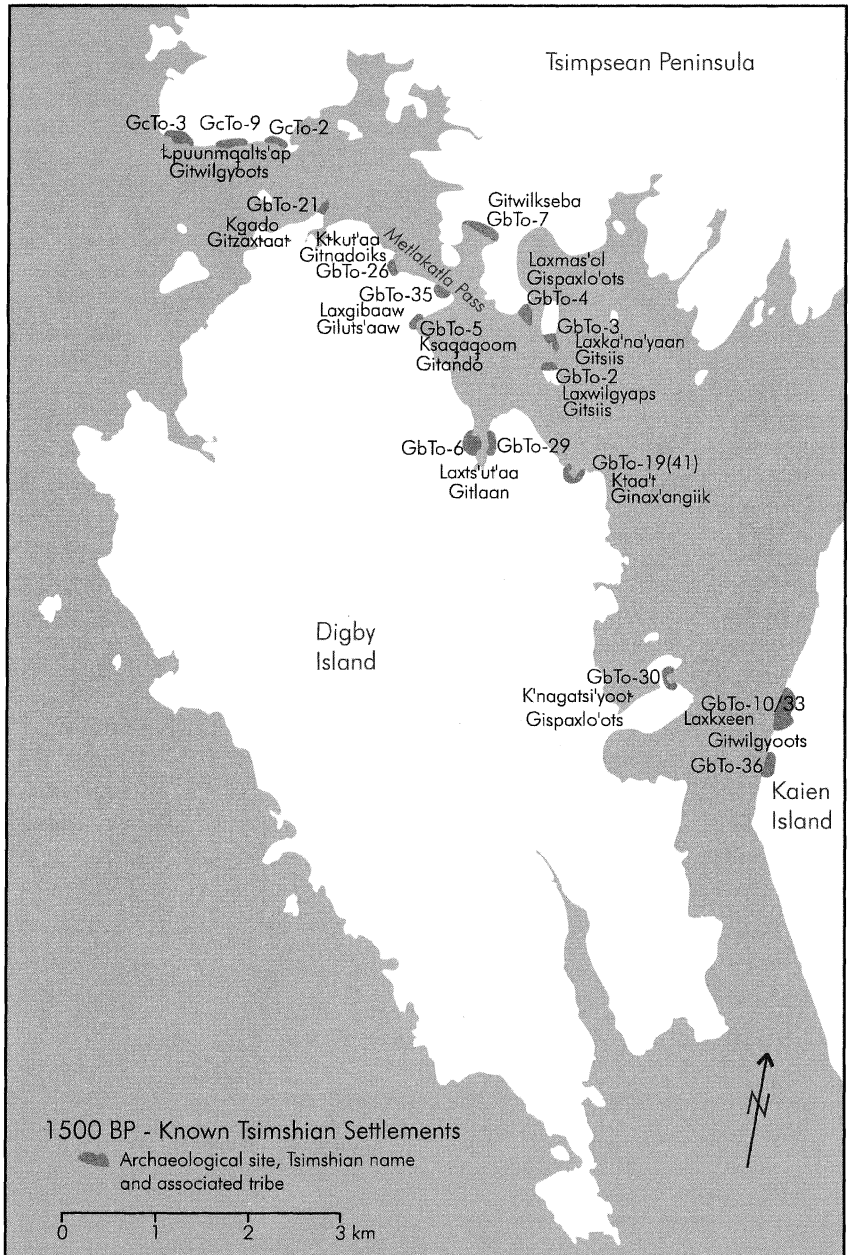 Tsimpsean Peninsula
GcTo-3
GcTo-9
GcTo-2
Łpuunmqalts'ap
Gitwilgyoots
GbTo-21
Kgado
Gitzaxłaał
Gitwilkseba
GbTo-7
Kłkut'aa
Gitnadoiks
GbTo-26
Metlakatla Pass
GbTo-35
Laxgibaaw
Giluts'aaw
GbTo-5
Ksaqaqoom
Gitandò
Laxmas'ol
Gispaxlo'ots
GbTo-4
GbTo-3
Laxka'na'yaan
Gitsiis
GbTo-2
Laxwilgyaps
Gitsiis
GbTo-6
GbTo-29
Laxts'ut'aa
Gitlaan
GbTo-19(41)
Ktaa't
Ginax'angiik
Digby
Island
GbTo-30
K'nagatsi'yoot
Gispaxlo'ots
GbTo-10/33
Laxkxeen
Gitwilgyoots
GbTo-36
Kaien
Island
N
1500 BP - Known Tsimshian Settlements
Archaeological site, Tsimshian name
and associated tribe
0 1 2 3 km